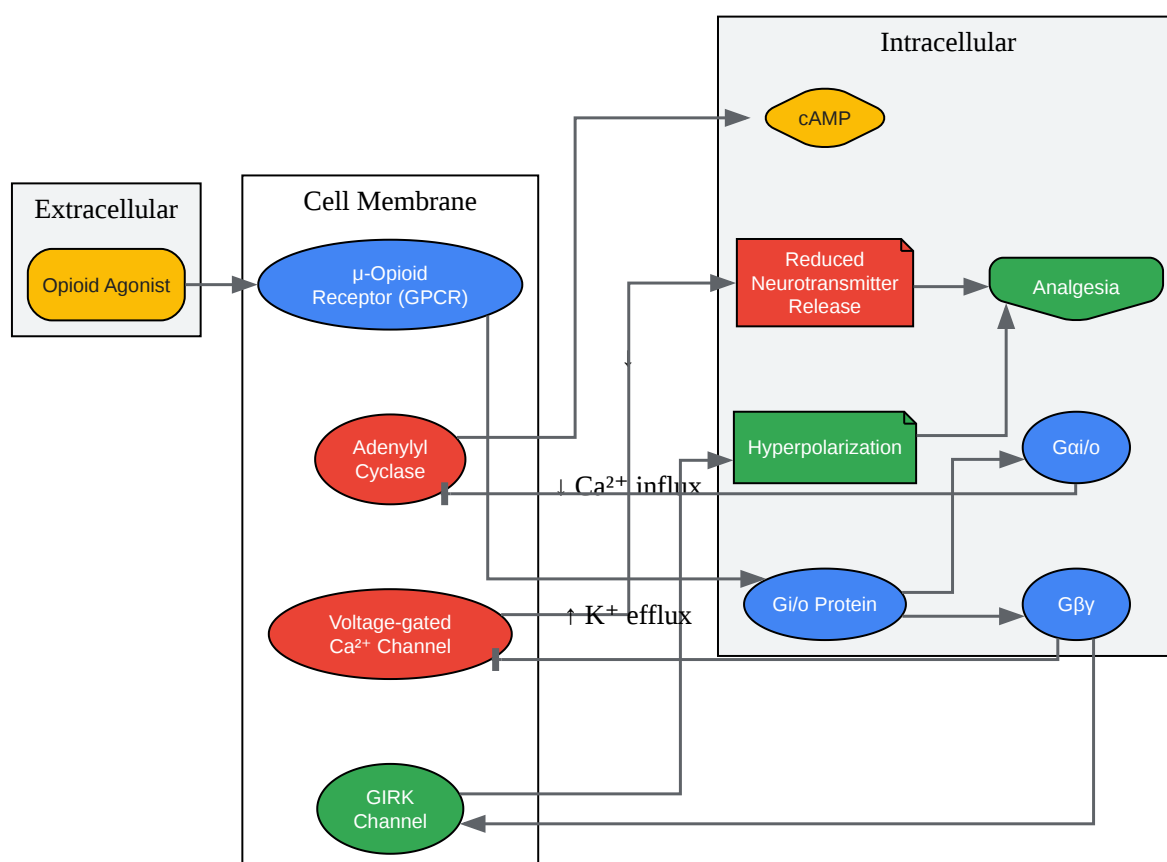 Intracellular
cAMP
Extracellular
Cell Membrane
Opioid Agonist
μ-Opioid
Receptor (GPCR)
Reduced
Neurotransmitter
Release
Analgesia
↓
Adenylyl
Cyclase
Hyperpolarization
Gαi/o
↓ Ca²⁺ influx
Voltage-gated
Ca²⁺ Channel
↑ K⁺ efflux
Gi/o Protein
Gβγ
GIRK
Channel